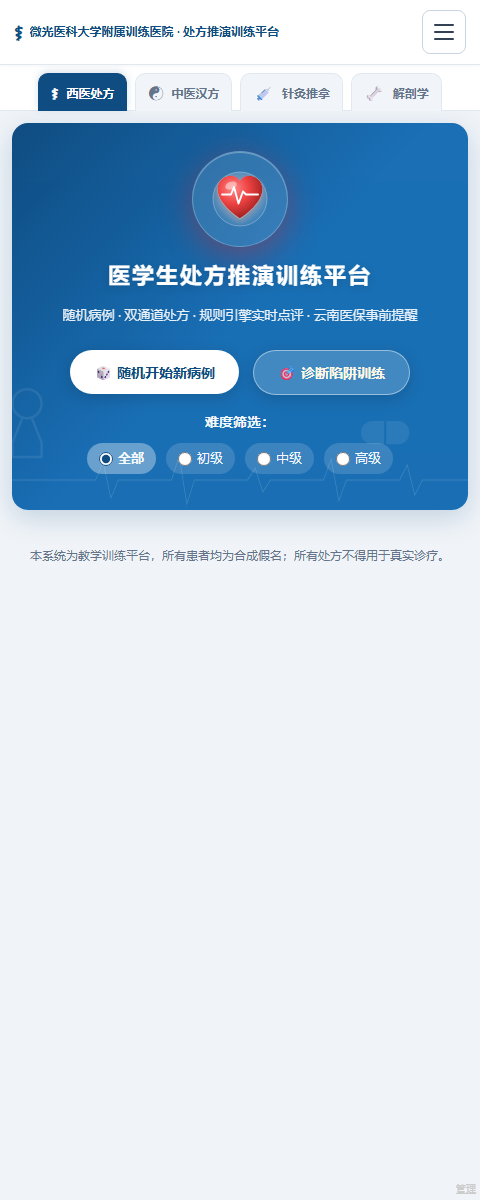 微光医科大学附属训练医院 · 处方推演训练平台
西医处方 中医汉方 针灸推拿 解剖学
医学生处方推演训练平台
随机病例 · 双通道处方 · 规则引擎实时点评 · 云南医保事前提醒
随机开始新病例 诊断陷阱训练
难度筛选：
全部 初级 中级 高级
本系统为教学训练平台，所有患者均为合成假名；所有处方不得用于真实诊疗。
管理